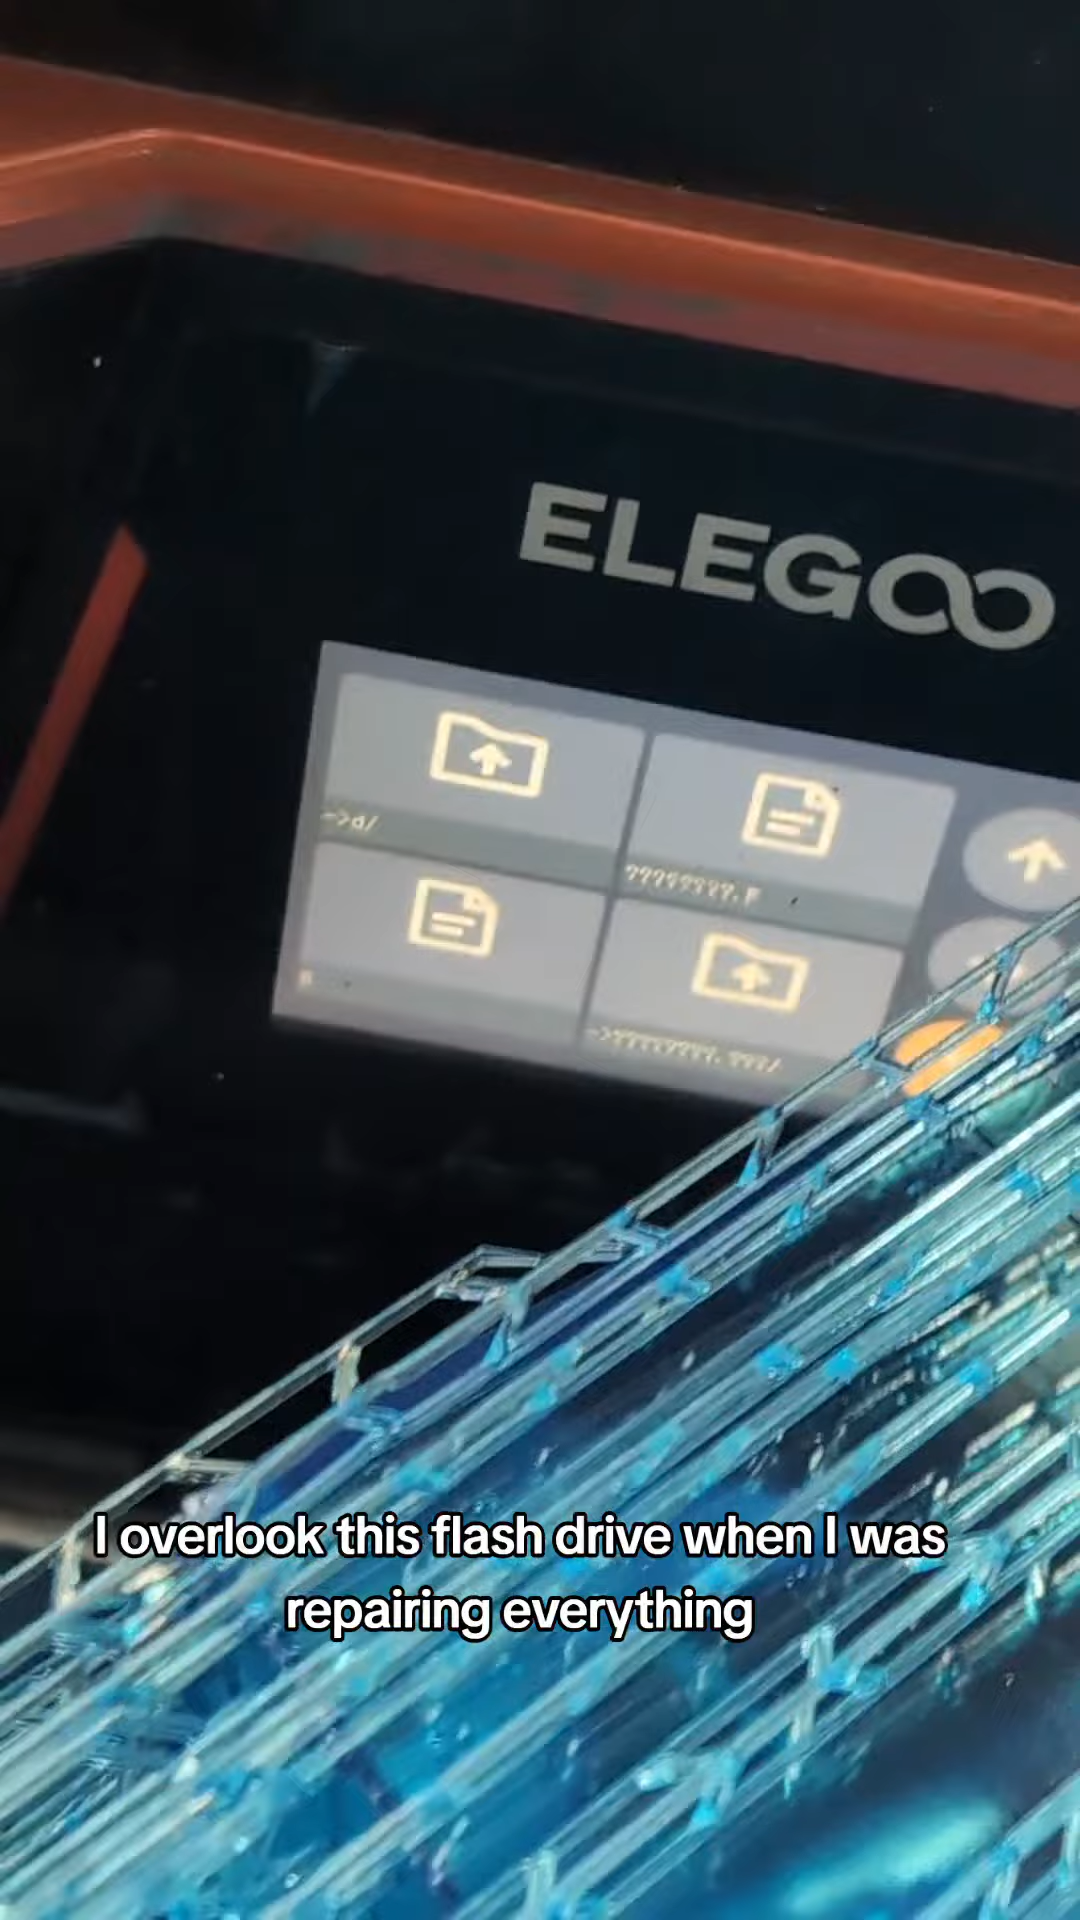 ELEGOO
->d/
????????.F
I overlook this flash drive when I was
repairing everything